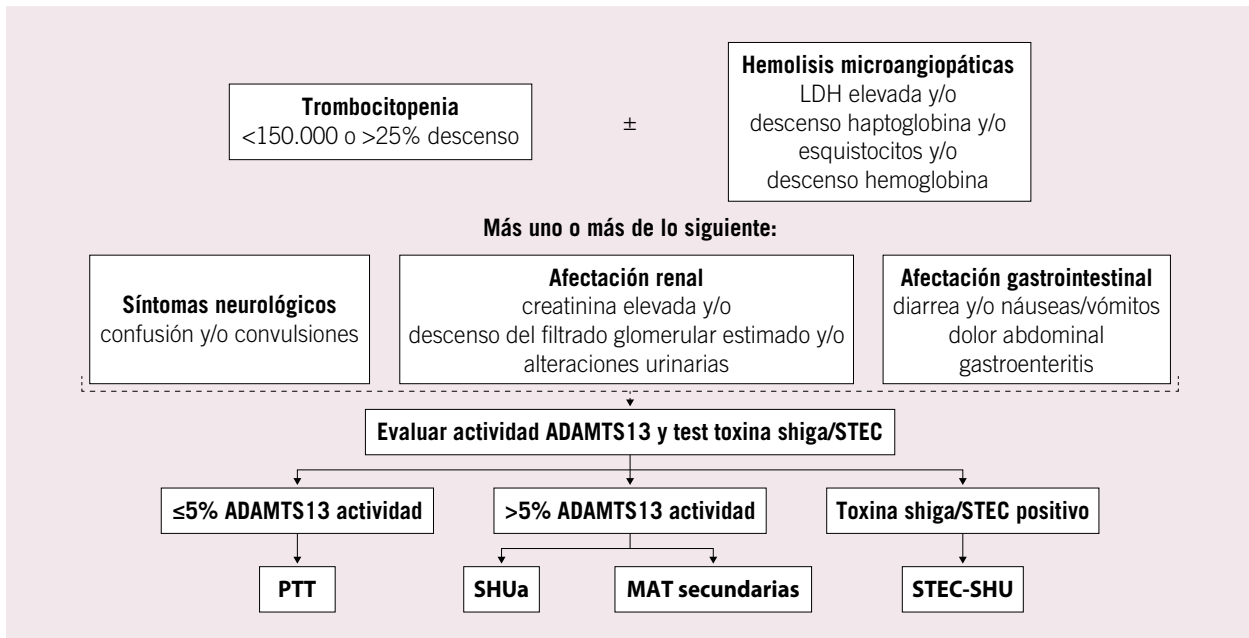 Trombocitopenia
<150.000 o >25% descenso
±
Hemolisis microangiopáticas
LDH elevada y/o
descenso haptoglobina y/o
esquistocitos y/o
descenso hemoglobina
Más uno o más de lo siguiente:
Síntomas neurológicos
confusión y/o convulsiones
Afectación renal
creatinina elevada y/o
descenso del filtrado glomerular estimado y/o
alteraciones urinarias
Afectación gastrointestinal
diarrea y/o náuseas/vómitos
dolor abdominal
gastroenteritis
Evaluar actividad ADAMTS13 y test toxina shiga/STEC
≤5% ADAMTS13 actividad
>5% ADAMTS13 actividad
Toxina shiga/STEC positivo
PTT
SHUa
MAT secundarias
STEC-SHU